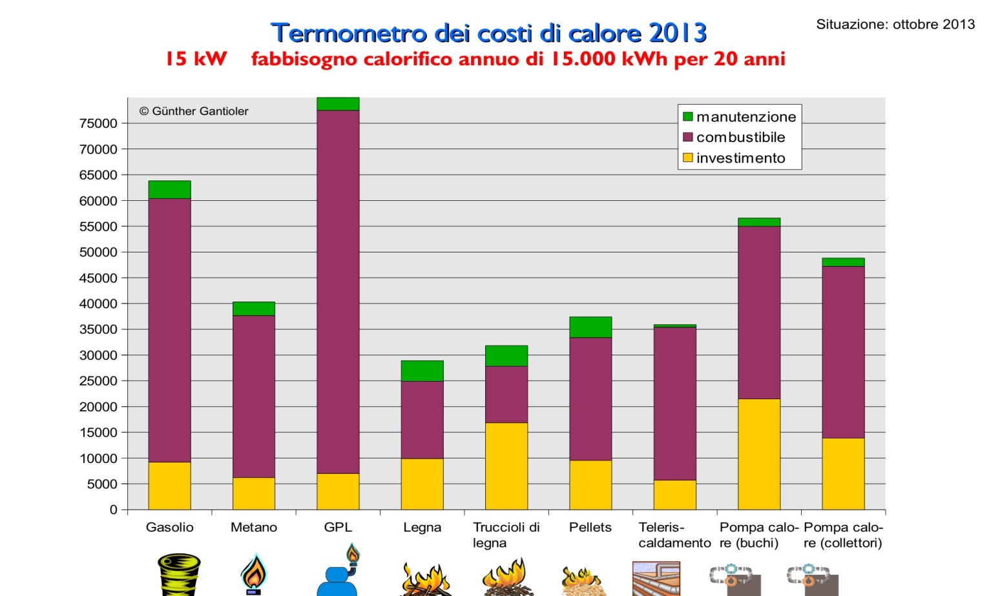 Termometro dei costi di calore 2013
Situazione: ottobre 2013
15 kW fabbisogno calorifico annuo di 15.000 kWh per 20 anni
© Günther Gantioler
manutenzione
combustibile
investimento
75000
70000
65000
60000
55000
50000
45000
40000
35000
30000
25000
20000
15000
10000
5000
0
Gasolio
Metano
GPL
Legna
Truccioli di
legna
Pellets
Teleris-
caldamento
Pompa calo-
re (buchi)
Pompa calo-
re (collettori)